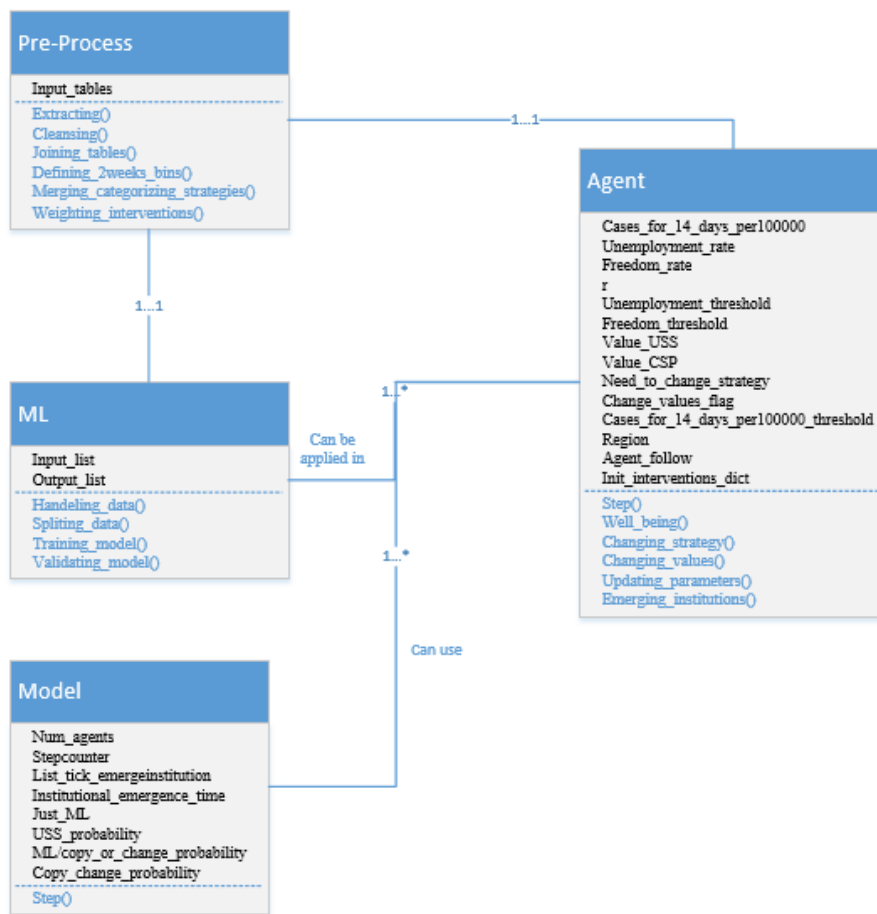 Pre-Process
Input_tables
Extracting()
Cleansing()
Joining_tables()
Defining_2weeks_bins()
Merging_categorizing_strategies()
Weighting_interventions()
1...1
Agent
Cases_for_14_days_per100000
Unemployment_rate
Freedom_rate
r
Unemployment_threshold
Freedom_threshold
Value_USS
Value_CSP
Need_to_change_strategy
Change_values_flag
Cases_for_14_days_per100000_threshold
Region
Agent_follow
Init_interventions_dict
Step()
Well_being()
Changing_strategy()
Changing_values()
Updating_parameters()
Emerging_institutions()
1...1
ML
Input_list
Output_list
Handeling_data()
Spliting_data()
Training_model()
Validating_model()
1...*
Can be
applied in
1...*
Can use
Model
Num_agents
Stepcounter
List_tick_emergeinstitution
Institutional_emergence_time
Just_ML
USS_probability
ML/copy_or_change_probability
Copy_change_probability
Step()